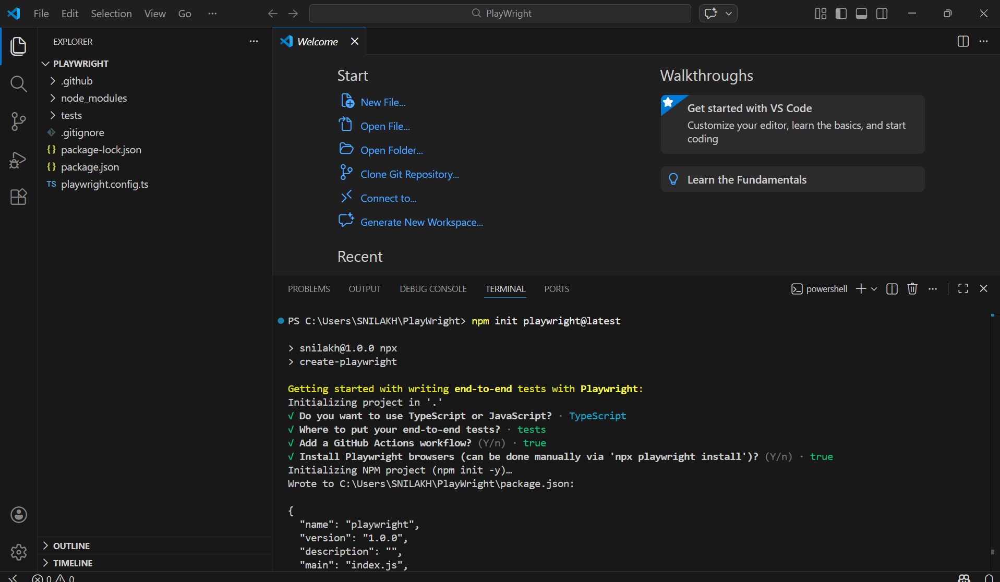 File Edit Selection View Go
PlayWright
EXPLORER
PLAYWRIGHT
.github
node_modules
tests
.gitignore
package-lock.json
package.json
TS playwright.config.ts
OUTLINE
TIMELINE
Welcome
Start
New File...
Open File...
Open Folder...
Clone Git Repository...
Connect to...
Generate New Workspace...
Recent
Walkthroughs
Get started with VS Code
Customize your editor, learn the basics, and start
coding
Learn the Fundamentals
PROBLEMS OUTPUT DEBUG CONSOLE TERMINAL PORTS
powershell
PS C:\Users\SNILAKH\PlayWright> npm init playwright@latest
> snilakh@1.0.0 npx
> create-playwright
Getting started with writing end-to-end tests with Playwright:
Initializing project in '.'
√ Do you want to use TypeScript or JavaScript? · TypeScript
√ Where to put your end-to-end tests? · tests
√ Add a GitHub Actions workflow? (Y/n) · true
√ Install Playwright browsers (can be done manually via 'npx playwright install')? (Y/n) · true
Initializing NPM project (npm init -y)…
Wrote to C:\Users\SNILAKH\PlayWright\package.json:
{
"name": "playwright",
"version": "1.0.0",
"description": "",
"main": "index.js",
0 0